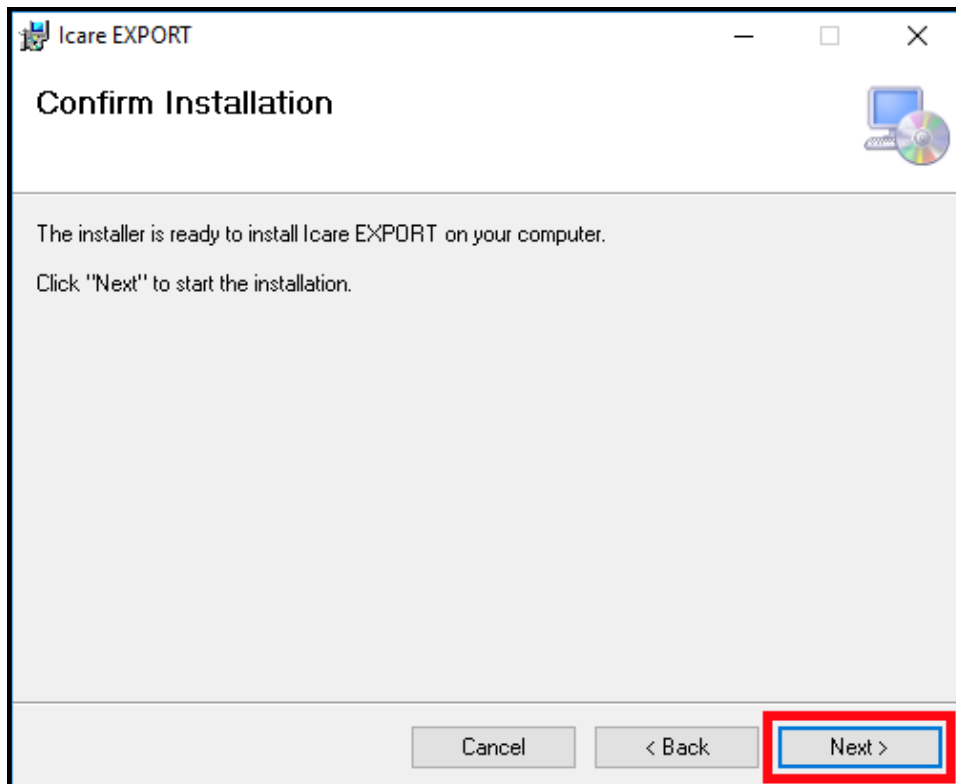 Icare EXPORT
Confirm Installation
The installer is ready to install Icare EXPORT on your computer.
Click "Next" to start the installation.
Cancel
< Back
Next >